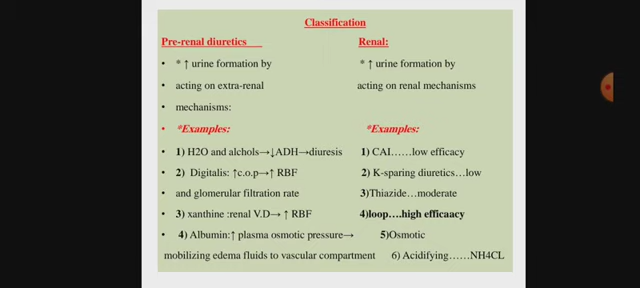 Classification
Pre-renal diuretics Renal:
• * ↑ urine formation by * ↑ urine formation by
• acting on extra-renal acting on renal mechanisms
• mechanisms:
• *Examples: *Examples:
• 1) H2O and alchols→↓ADH→diuresis 1) CAI......low efficacy
• 2) Digitalis: ↑c.o.p→↑ RBF 2) K-sparing diuretics...low
• and glomerular filtration rate 3)Thiazide...moderate
• 3) xanthine :renal V.D→ ↑ RBF 4)loop....high efficaacy
• 4) Albumin:↑ plasma osmotic pressure→ 5)Osmotic
mobilizing edema fluids to vascular compartment 6) Acidifying......NH4CL